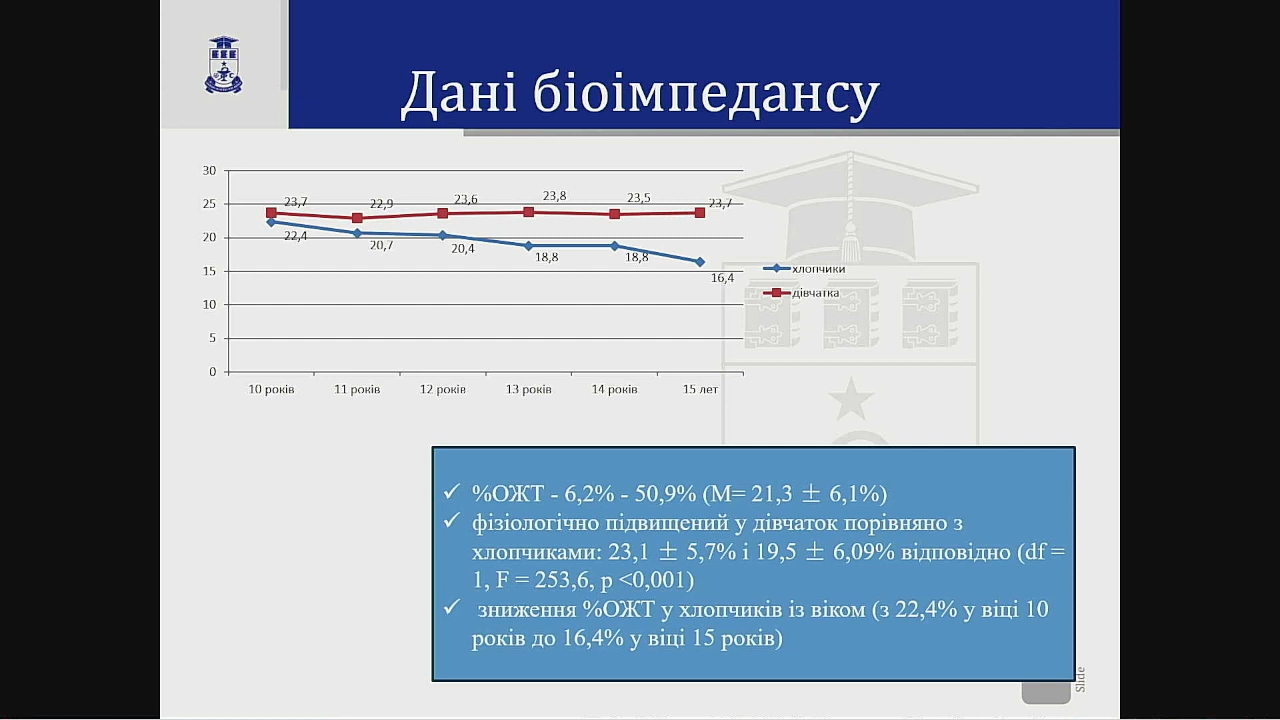 Дані біоімпедансу
30
25
20
15
10
5
0
23,7
22,9
23,6
23,8
23,5
23,7
22,4
20,7
20,4
18,8
18,8
16,4
10 років
11 років
12 років
13 років
14 років
15 лет
хлопчики
дівчатка
✓ %ОЖТ - 6,2% - 50,9% (M= 21,3 ± 6,1%)
✓ фізіологічно підвищений у дівчаток порівняно з
хлопчиками: 23,1 ± 5,7% і 19,5 ± 6,09% відповідно (df =
1, F = 253,6, p <0,001)
✓ зниження %ОЖТ у хлопчиків із віком (з 22,4% у віці 10
років до 16,4% у віці 15 років)
Slide